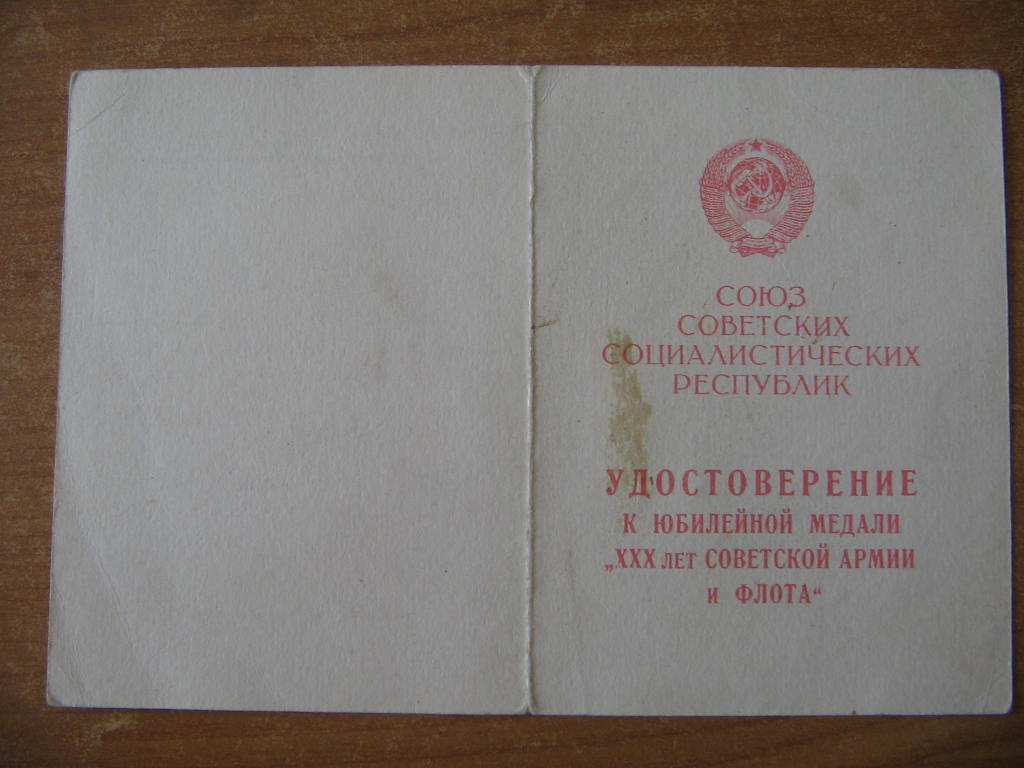 СОЮЗ
СОВЕТСКИХ
СОЦИАЛИСТИЧЕСКИХ
РЕСПУБЛИК
УДОСТОВЕРЕНИЕ
К ЮБИЛЕЙНОЙ МЕДАЛИ
„XXX ЛЕТ СОВЕТСКОЙ АРМИИ
И ФЛОТА“